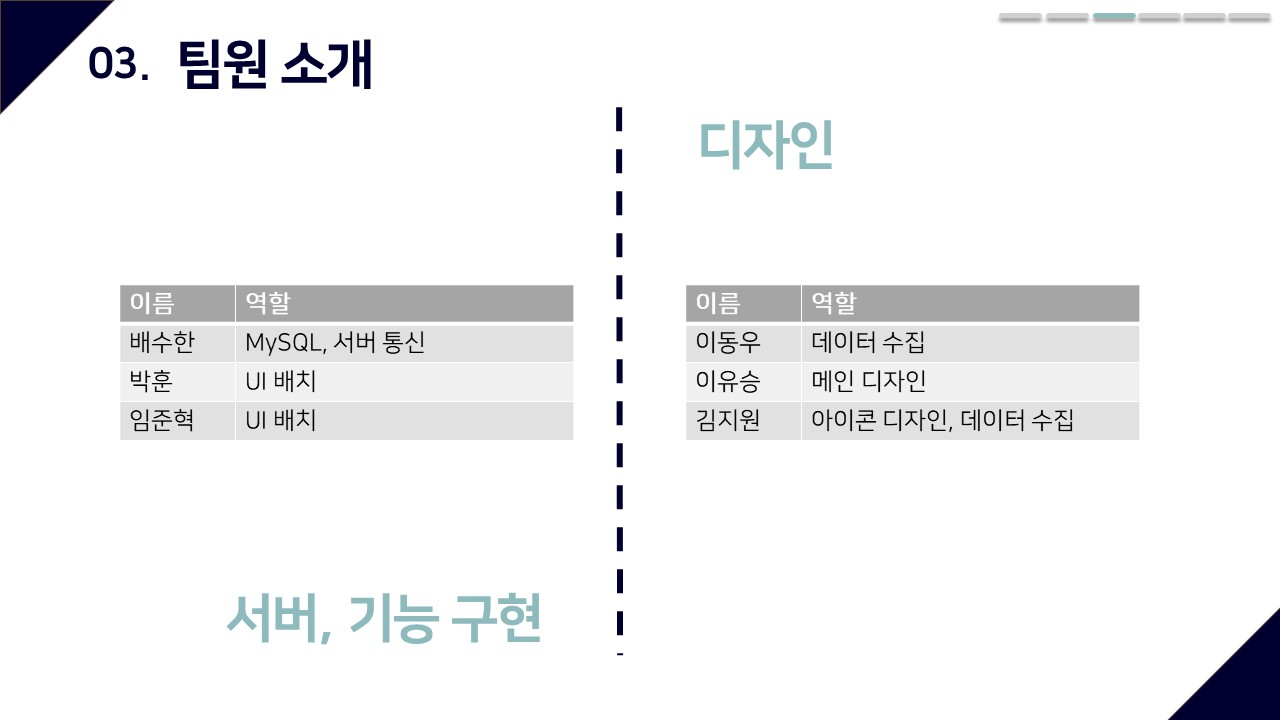 03. 팀원 소개
디자인
이름 역할
배수한 MySQL, 서버 통신
박훈 UI 배치
임준혁 UI 배치
이름 역할
이동우 데이터 수집
이유승 메인 디자인
김지원 아이콘 디자인, 데이터 수집
서버, 기능 구현